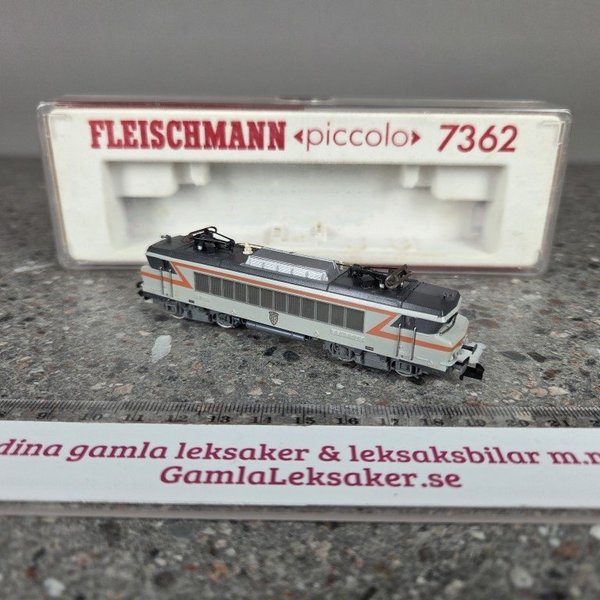 FLEISCHMANN piccolo 7362
dina gamla leksaker & leksaksbilar m.m
GamlaLeksaker.se